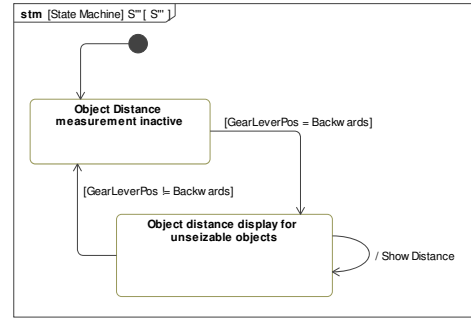 stm [State Machine] S''' [ S''' ]
Object Distance
measurement inactive
[GearLeverPos = Backwards]
[GearLeverPos != Backwards]
Object distance display for
unseizable objects
/ Show Distance